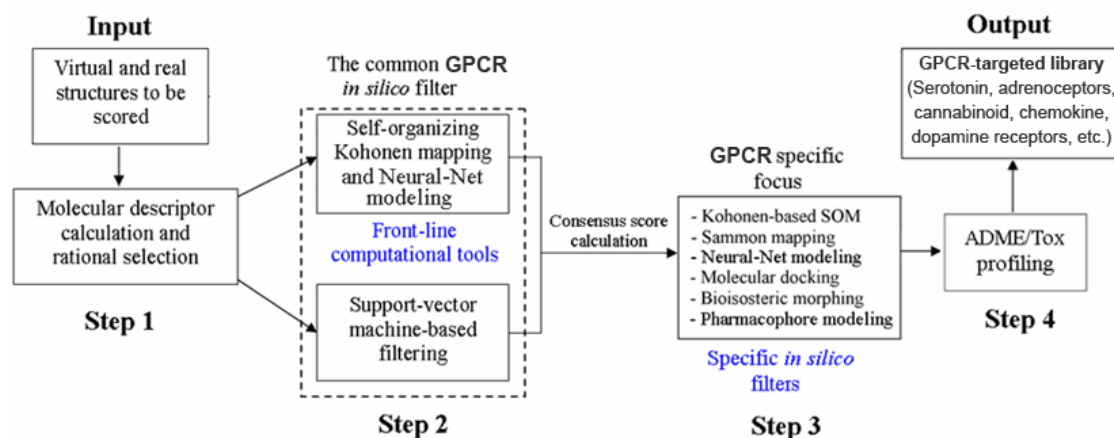 Input
Virtual and real
structures to be
scored
Molecular descriptor
calculation and
rational selection
Step 1
The common GPCR
in silico filter
Self-organizing
Kohonen mapping
and Neural-Net
modeling
Front-line
computational tools
Support-vector
machine-based
filtering
Step 2
Consensus score
calculation
GPCR specific
focus
- Kohonen-based SOM
- Sammon mapping
- Neural-Net modeling
- Molecular docking
- Bioisosteric morphing
- Pharmacophore modeling
Specific in silico
filters
Step 3
ADME/Tox
profiling
Step 4
Output
GPCR-targeted library
(Serotonin, adrenoceptors,
cannabinoid, chemokine,
dopamine receptors, etc.)